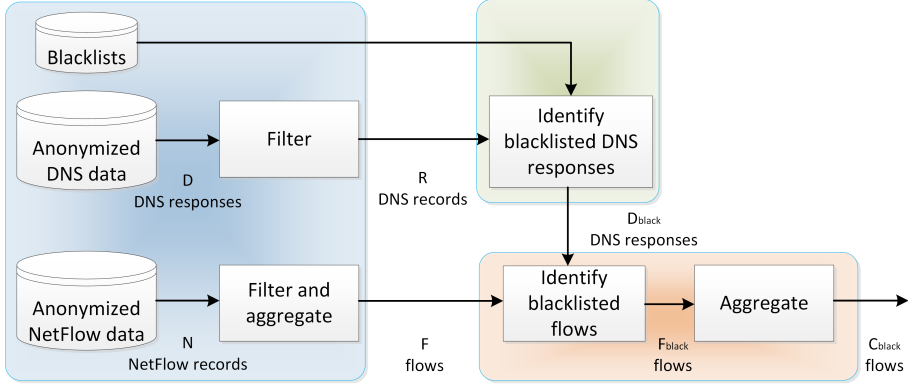 Blacklists
Anonymized
DNS data
Filter
Identify
blacklisted DNS
responses
D
DNS responses
R
DNS records
Dblack
DNS responses
Anonymized
NetFlow data
Filter and
aggregate
Identify
blacklisted
flows
Aggregate
N
NetFlow records
F
flows
Fblack
flows
Cblack
flows